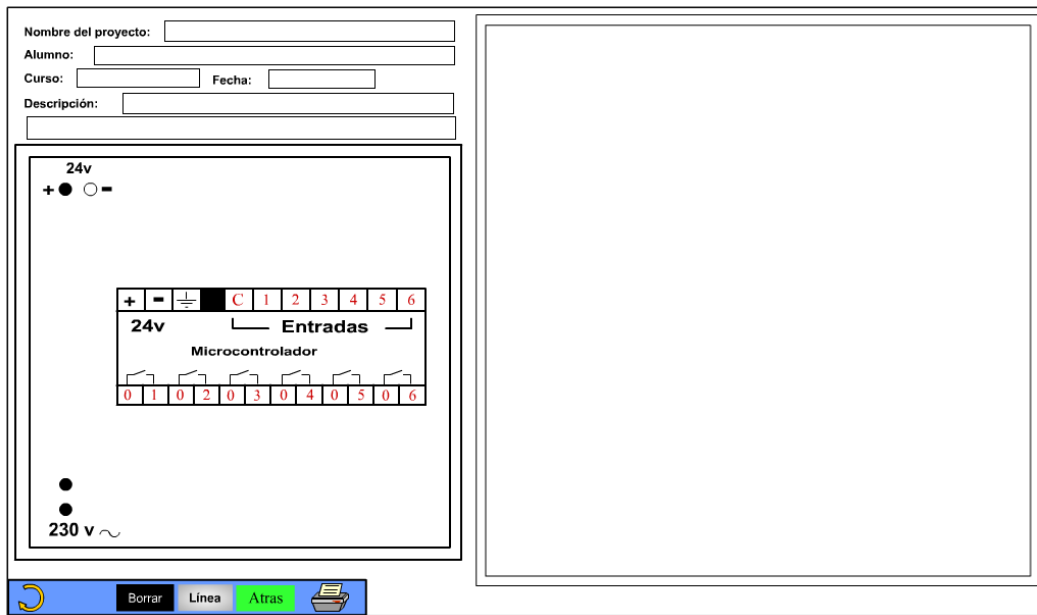 Nombre del proyecto:
Alumno:
Curso: Fecha:
Descripción:
24v
+ -
+ - C 1 2 3 4 5 6
24v Entradas
Microcontrolador
0 1 0 2 0 3 0 4 0 5 0 6
230 v ~
Borrar Línea Atras